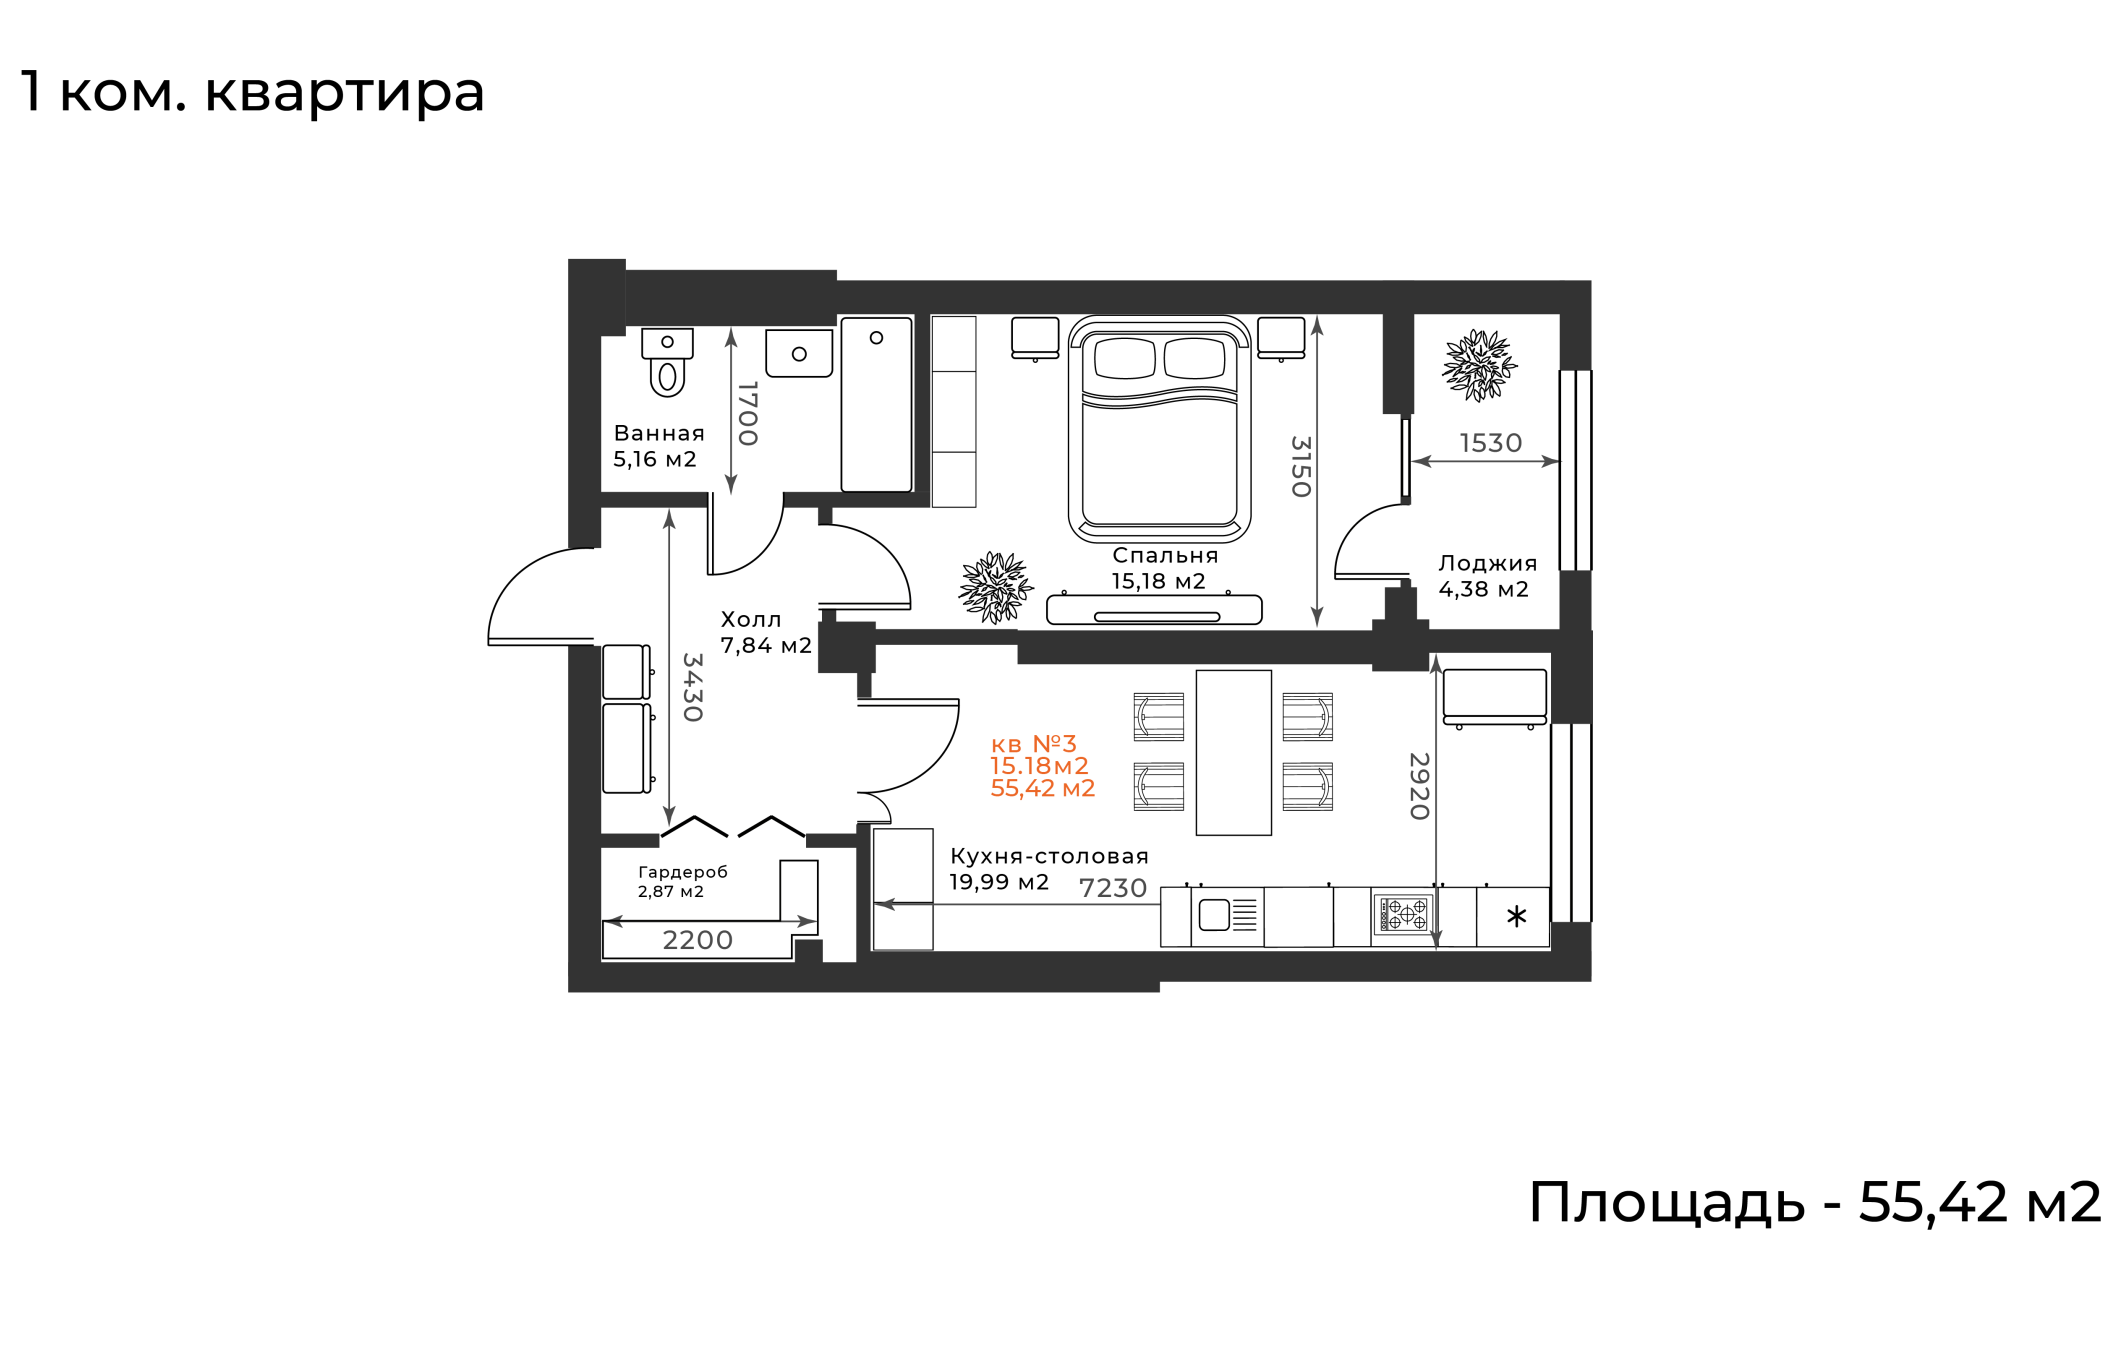 1 ком. квартира
1700
Ванная
5,16 м2
3150
1530
Спальня
15,18 м2
Лоджия
4,38 м2
Холл
7,84 м2
3430
кв №3
15.18м2
55,42 м2
2920
Кухня-столовая
19,99 м2
7230
Гардероб
2,87 м2
2200
Площадь - 55,42 м2